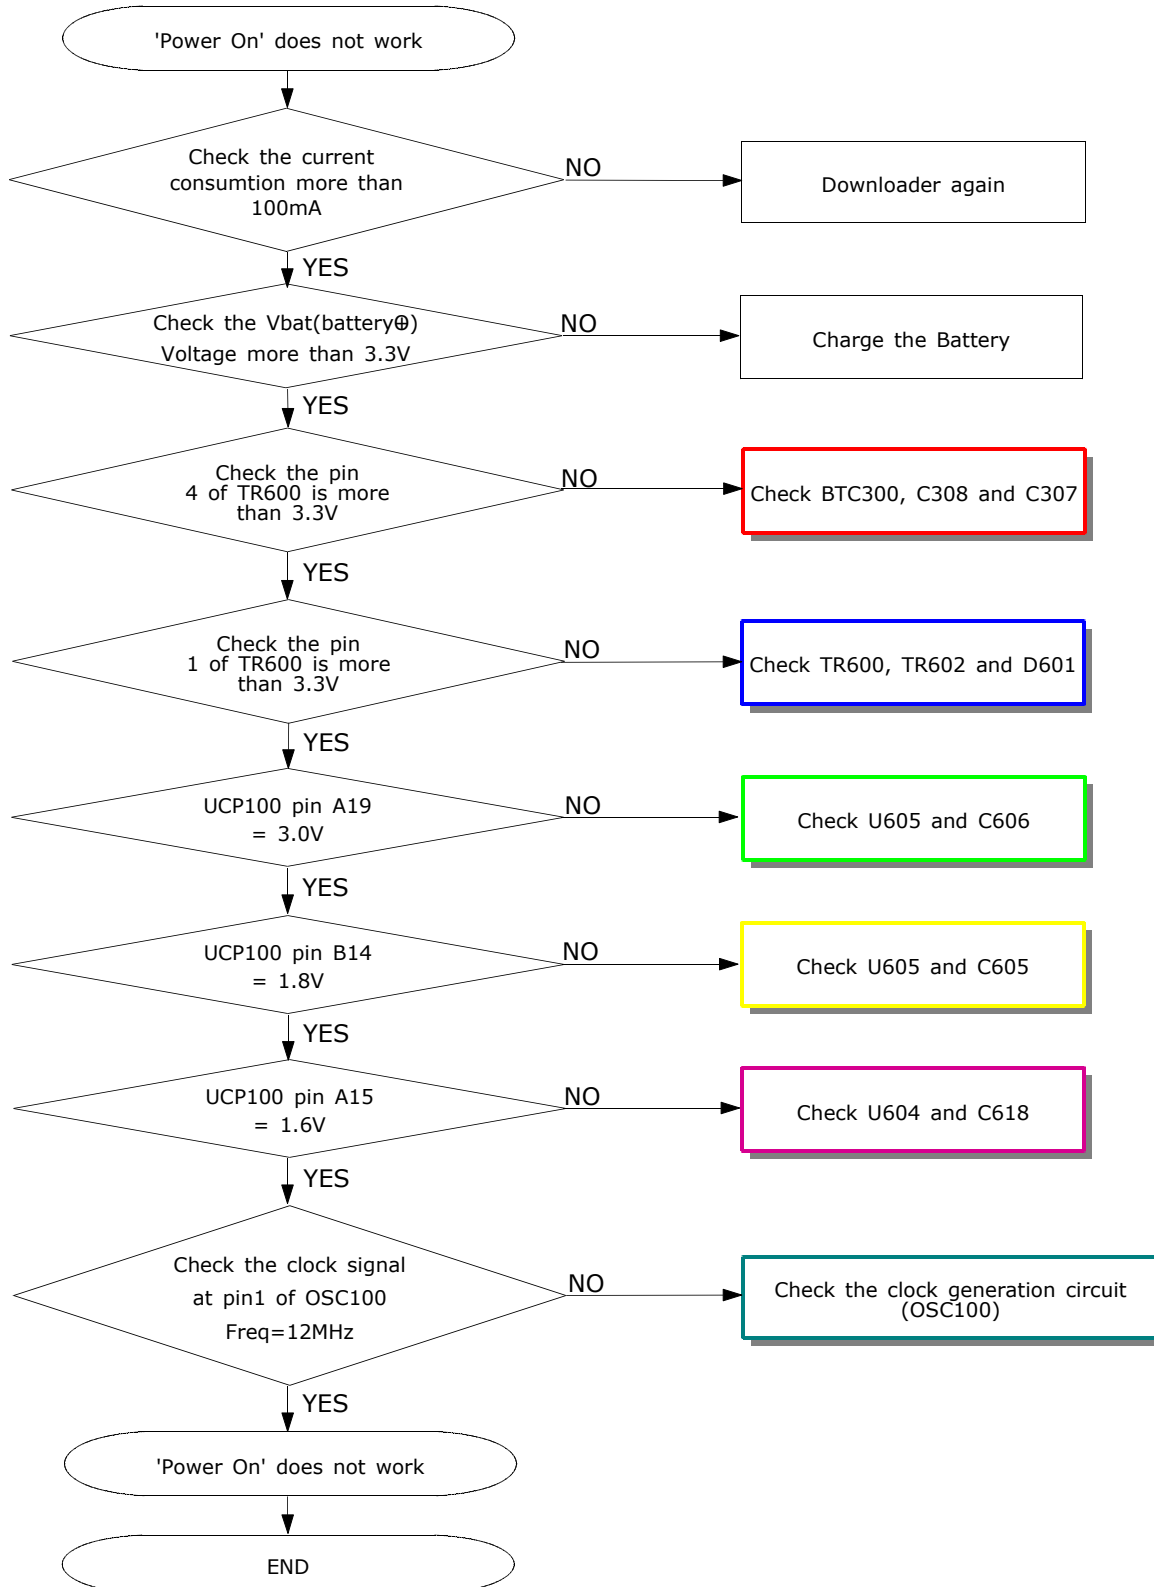 'Power On' does not work
Check the current
consumtion more than
100mA
NO
Downloader again
YES
Check the Vbat(battery⊕)
Voltage more than 3.3V
NO
Charge the Battery
YES
Check the pin
4 of TR600 is more
than 3.3V
NO
Check BTC300, C308 and C307
YES
Check the pin
1 of TR600 is more
than 3.3V
NO
Check TR600, TR602 and D601
YES
UCP100 pin A19
= 3.0V
NO
Check U605 and C606
YES
UCP100 pin B14
= 1.8V
NO
Check U605 and C605
YES
UCP100 pin A15
= 1.6V
NO
Check U604 and C618
YES
Check the clock signal
at pin1 of OSC100
Freq=12MHz
NO
Check the clock generation circuit
(OSC100)
YES
'Power On' does not work
END